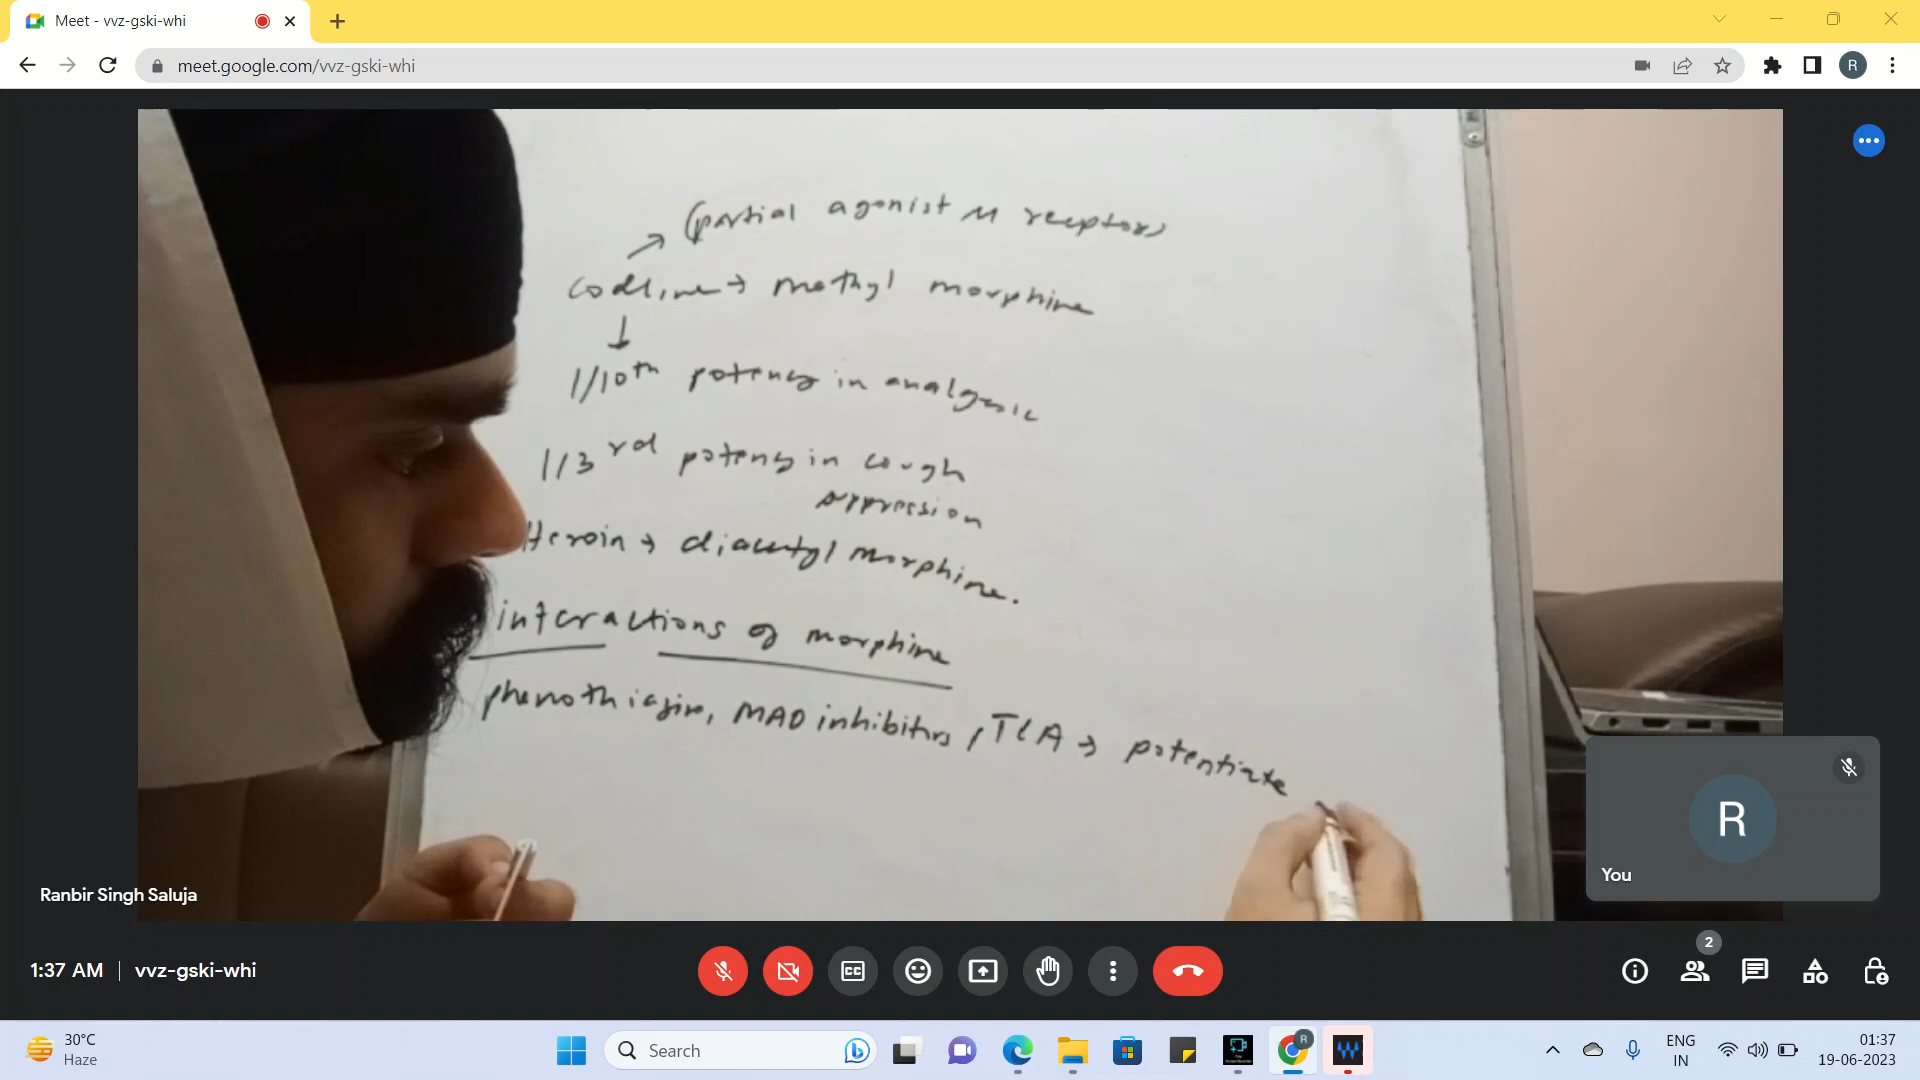 Meet - vvz-gski-whi
meet.google.com/vvz-gski-whi
R
(partial agonist μ receptors
codeine → methyl morphine
1/10th potency in analgesic
1/3rd potency in cough
suppression
Heroin → diacetyl morphine.
interactions of morphine
phenothiazine, MAO inhibitors, TCA → potentiate
R
You
Ranbir Singh Saluja
1:37 AM | vvz-gski-whi
2
30°C
Haze
Search
R
ENG
IN
01:37
19-06-2023